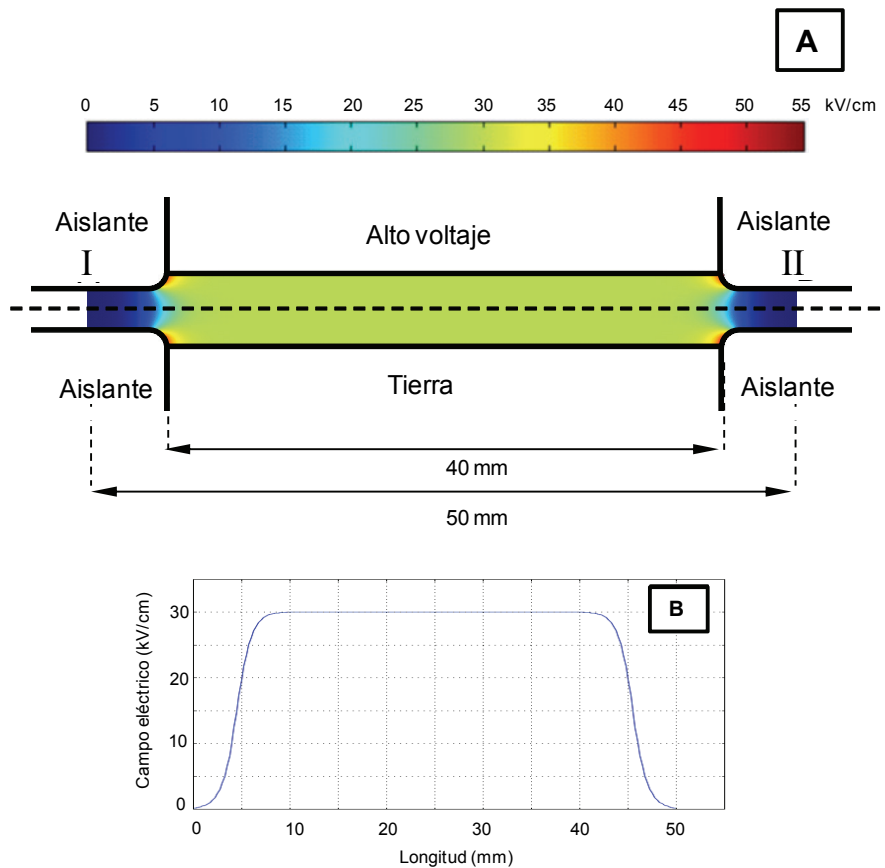 A
0 5 10 15 20 25 30 35 40 45 50 55 kV/cm
Aislante
Alto voltaje
Aislante
I
II
Aislante
Tierra
Aislante
40 mm
50 mm
B
Campo eléctrico (kV/cm)
30
20
10
0
0 10 20 30 40 50
Longitud (mm)